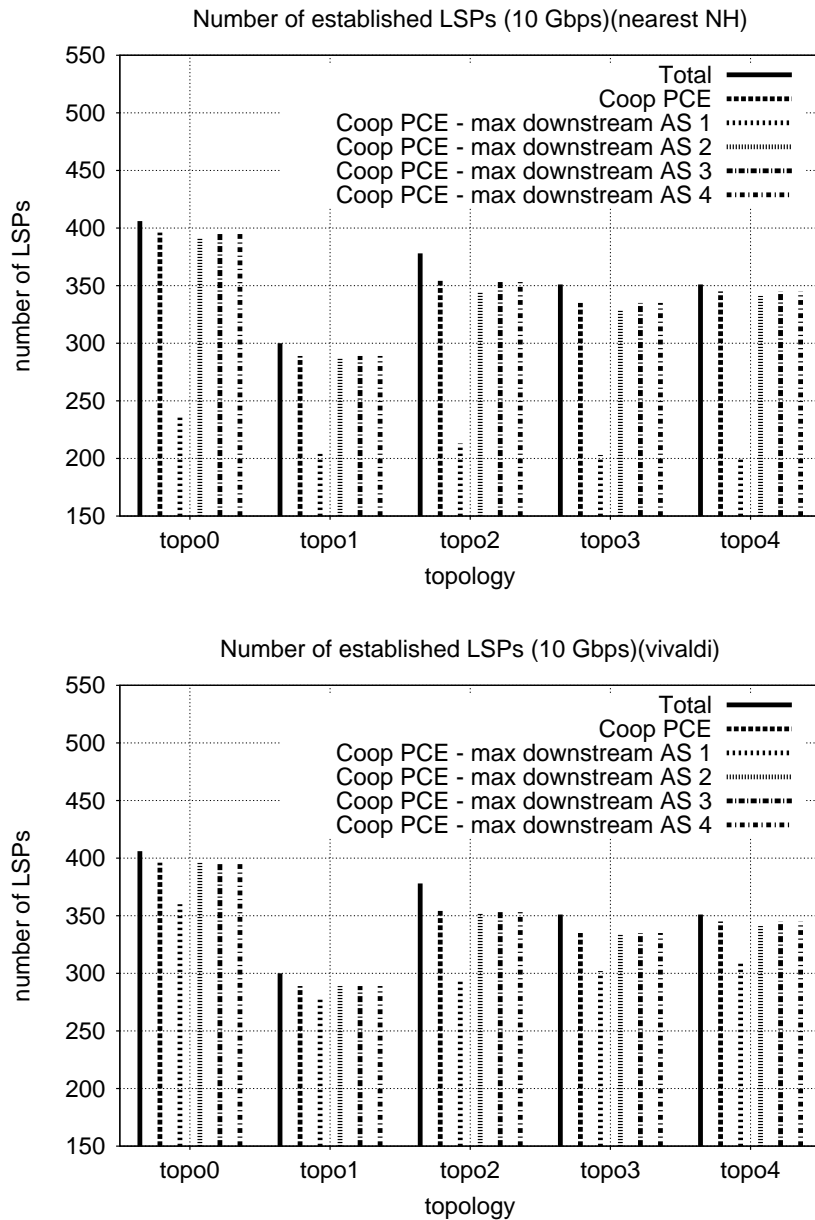 Number of established LSPs (10 Gbps)(nearest NH)
550
500
450
400
350
300
250
200
150
number of LSPs
Total
Coop PCE
Coop PCE - max downstream AS 1
Coop PCE - max downstream AS 2
Coop PCE - max downstream AS 3
Coop PCE - max downstream AS 4
topo0 topo1 topo2 topo3 topo4
topology
Number of established LSPs (10 Gbps)(vivaldi)
550
500
450
400
350
300
250
200
150
number of LSPs
Total
Coop PCE
Coop PCE - max downstream AS 1
Coop PCE - max downstream AS 2
Coop PCE - max downstream AS 3
Coop PCE - max downstream AS 4
topo0 topo1 topo2 topo3 topo4
topology